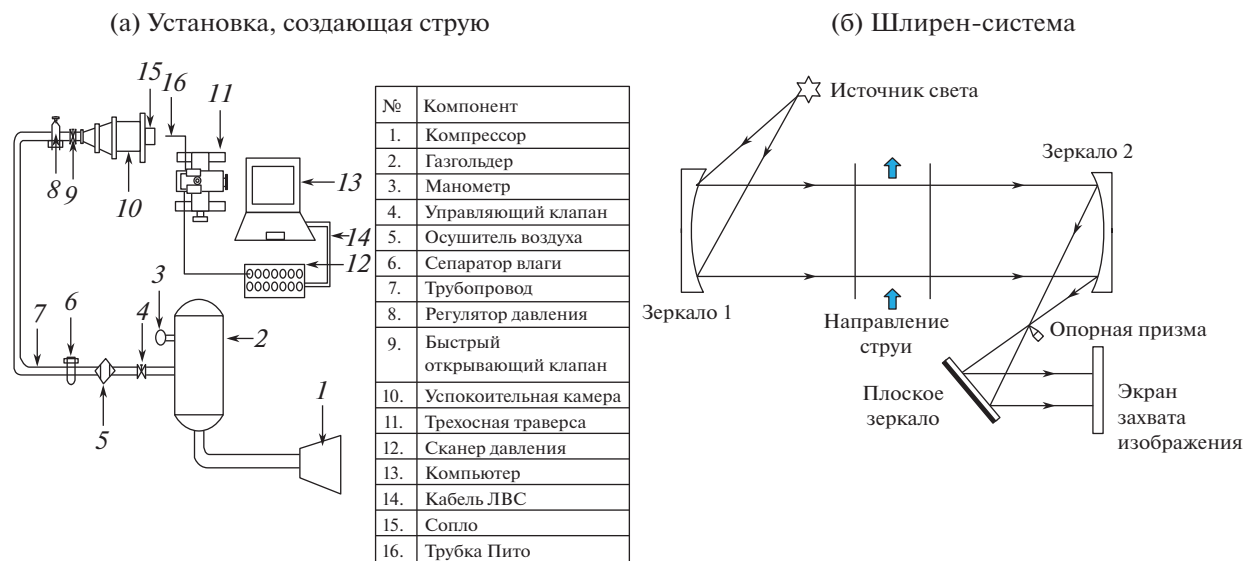 (а) Установка, создающая струю
(б) Шлирен-система
15
16
11
8
9
10
13
14
12
3
6
4
7
2
5
1
№ Компонент
1. Компрессор
2. Газгольдер
3. Манометр
4. Управляющий клапан
5. Осушитель воздуха
6. Сепаратор влаги
7. Трубопровод
8. Регулятор давления
9. Быстрый
открывающий клапан
10. Успокоительная камера
11. Трехосная траверса
12. Сканер давления
13. Компьютер
14. Кабель ЛВС
15. Сопло
16. Трубка Пито
Источник света
Зеркало 2
Зеркало 1
Направление
струи
Опорная призма
Плоское
зеркало
Экран
захвата
изображения